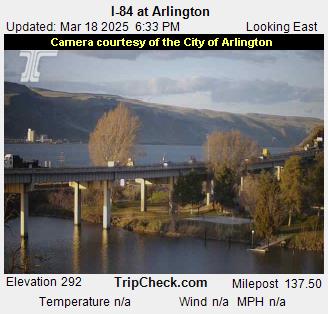 I-84 at Arlington
Updated: Mar 18 2025 6:33 PM Looking East
Camera courtesy of the City of Arlington
Elevation 292 TripCheck.com Milepost 137.50
Temperature n/a Wind n/a MPH n/a